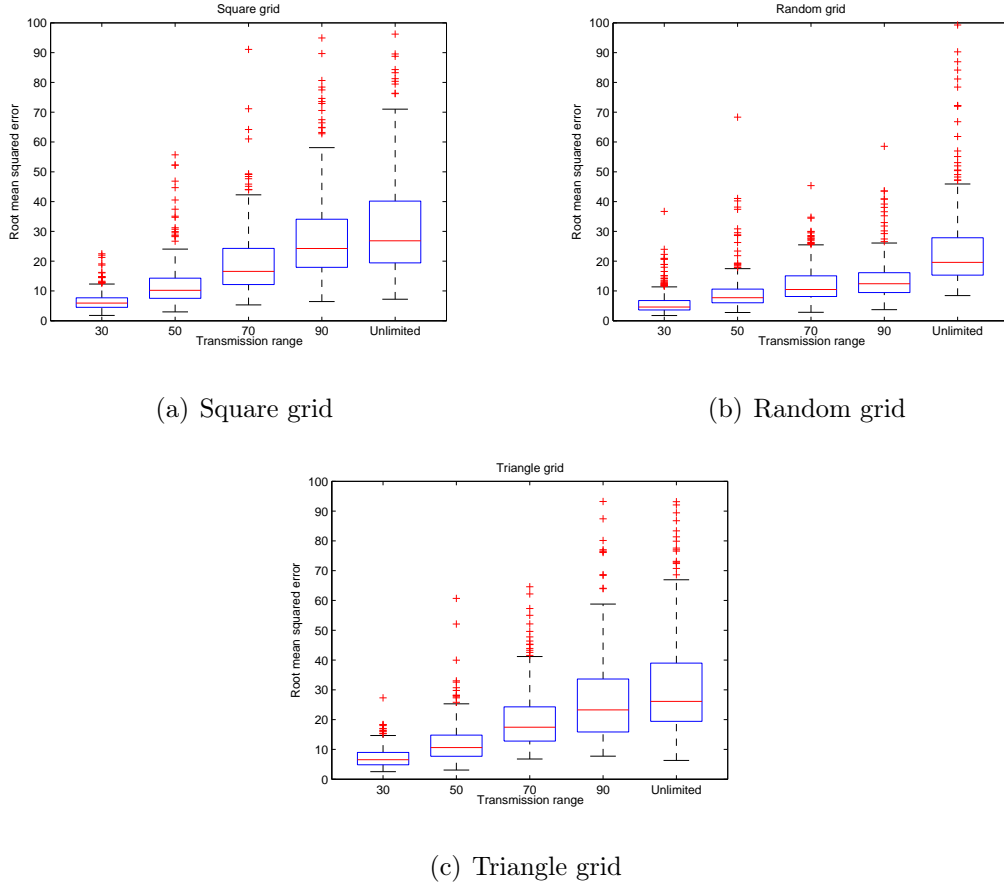 Square grid
Root mean squared error
100
90
80
70
60
50
40
30
20
10
0
30 50 70 90 Unlimited
Transmission range
(a) Square grid
Random grid
Root mean squared error
100
90
80
70
60
50
40
30
20
10
0
30 50 70 90 Unlimited
Transmission range
(b) Random grid
Triangle grid
Root mean squared error
100
90
80
70
60
50
40
30
20
10
0
30 50 70 90 Unlimited
Transmission range
(c) Triangle grid